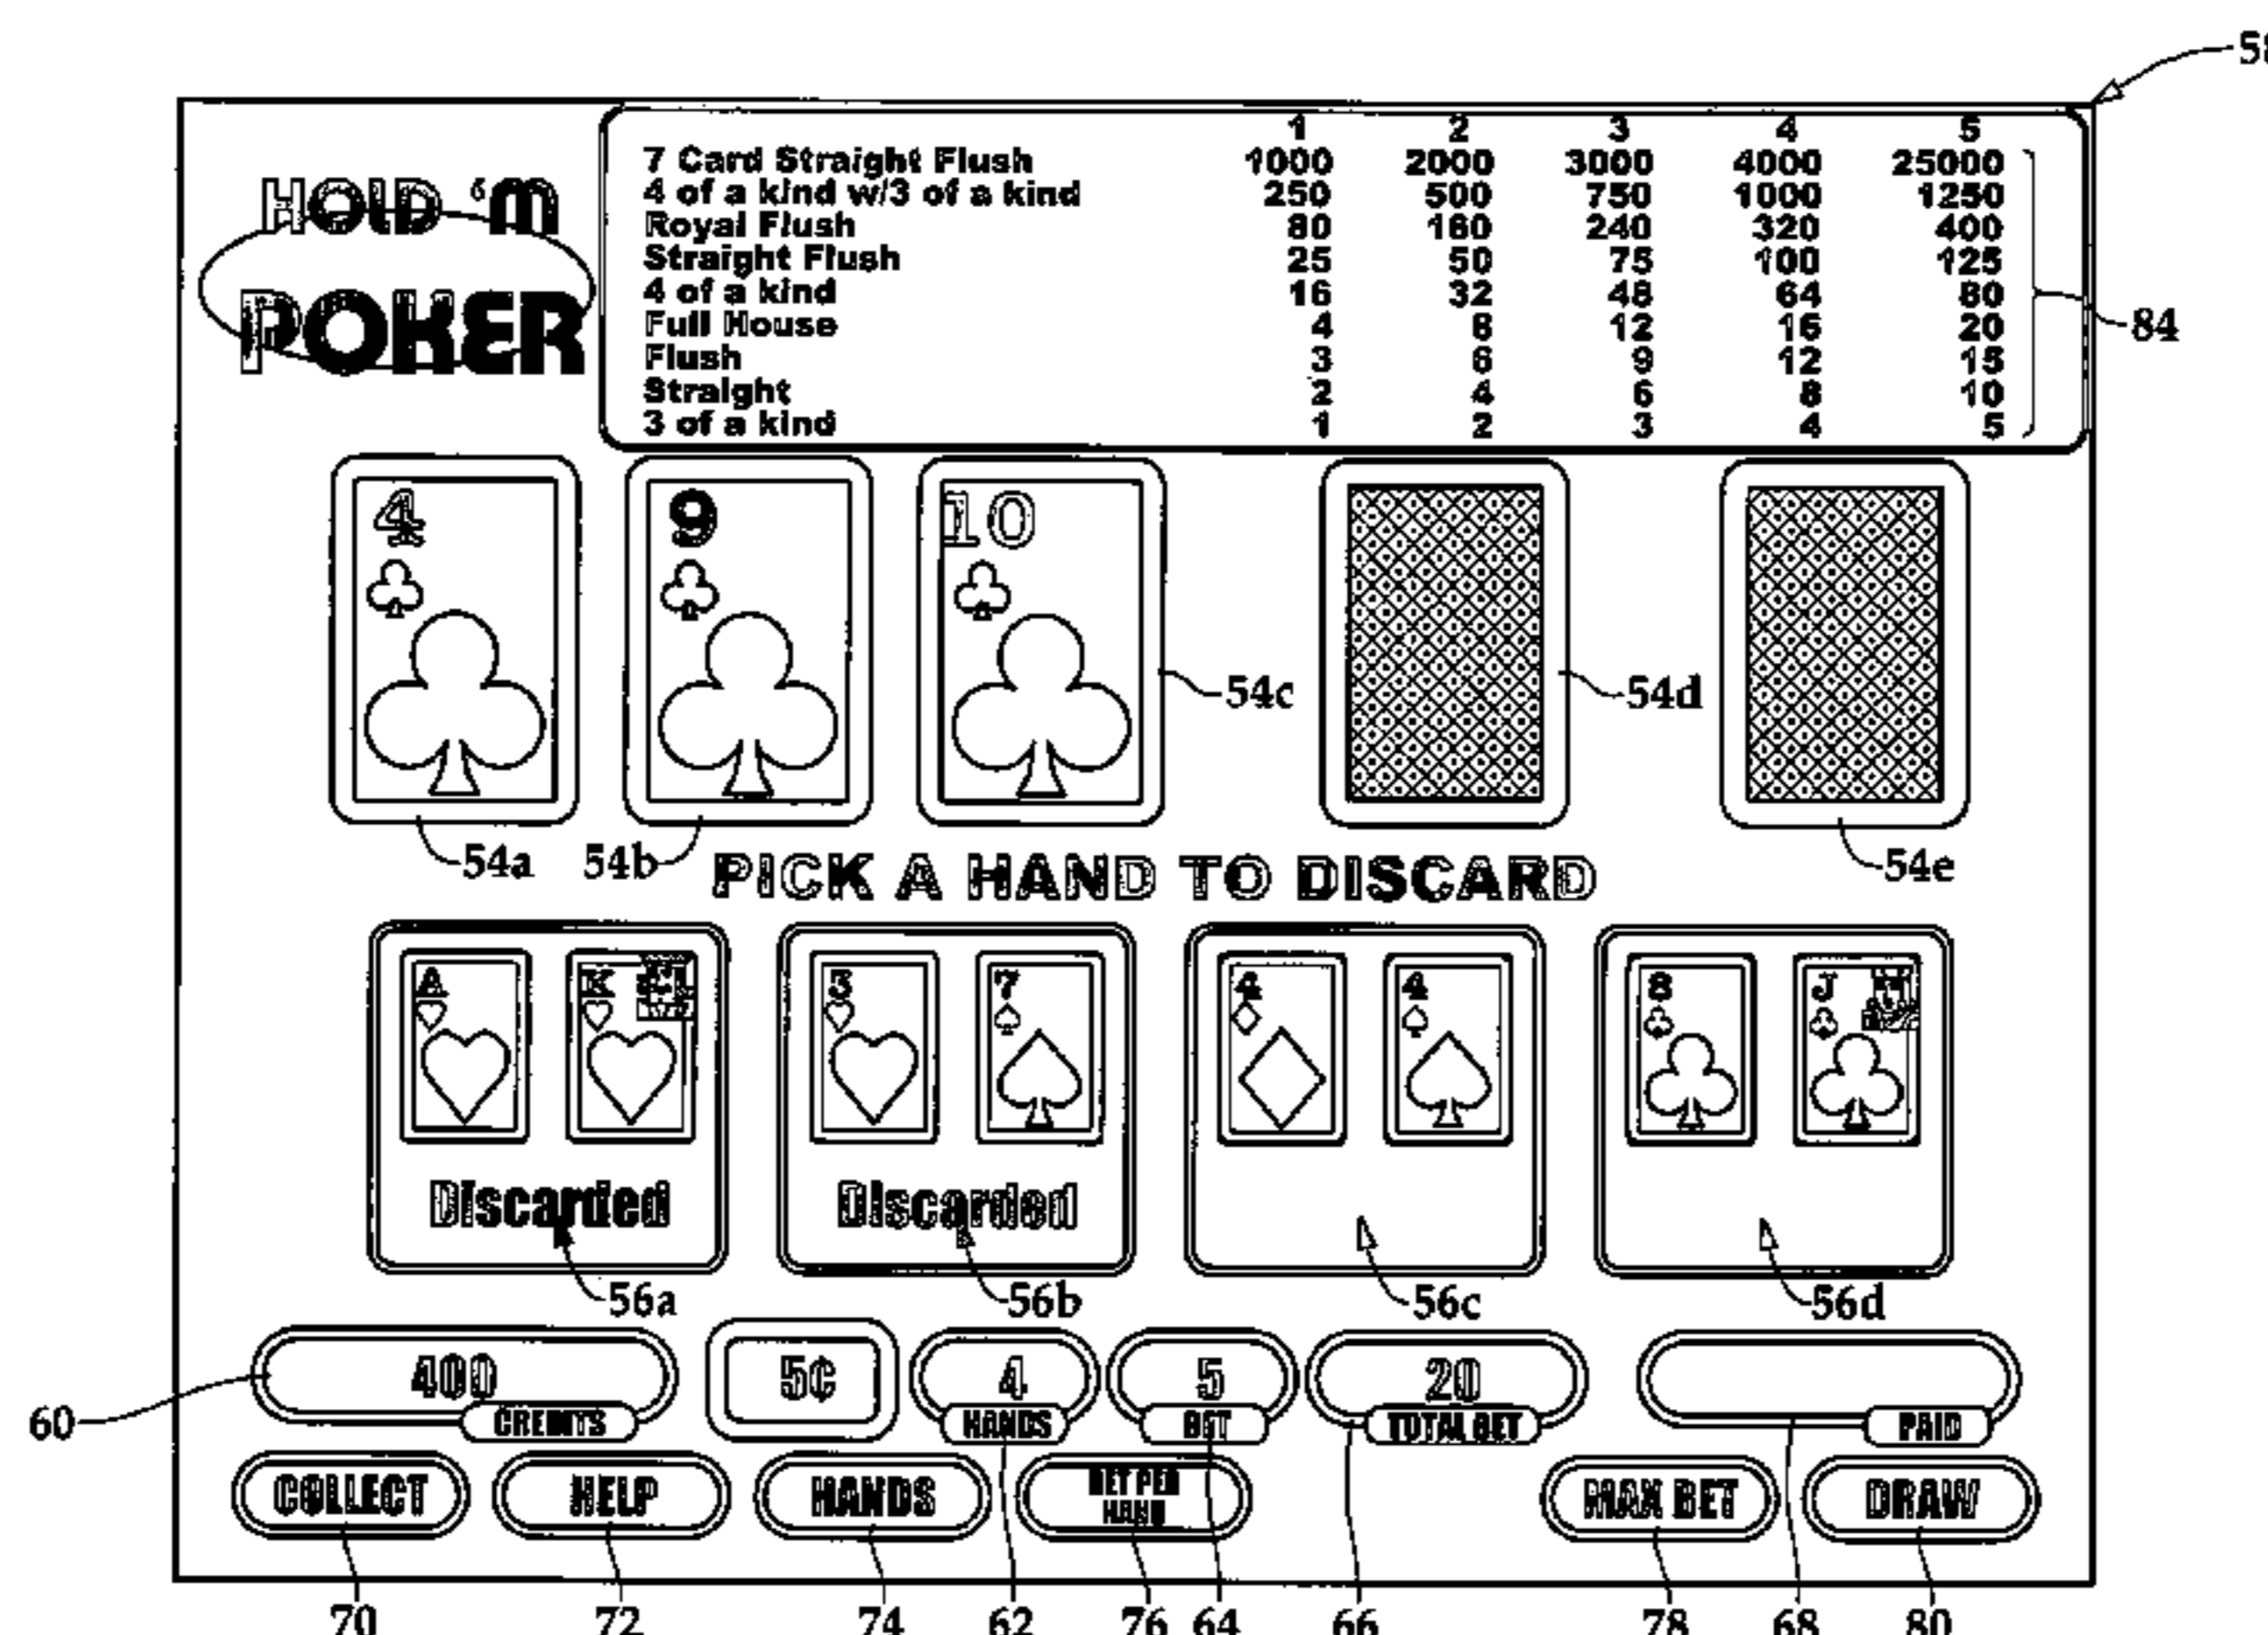 58
HOLD 'M
POKER
1 2 3 4 5
7 Card Straight Flush 1000 2000 3000 4000 25000
4 of a kind w/3 of a kind 250 500 750 1000 1250
Royal Flush 80 160 240 320 400
Straight Flush 25 50 75 100 125
4 of a kind 16 32 48 64 80
Full House 4 8 12 16 20
Flush 3 6 9 12 15
Straight 2 4 6 8 10
3 of a kind 1 2 3 4 5
84
4 9 10
54c 54d
54a 54b 54e
PICK A HAND TO DISCARD
A K 7 4 4 8 J
Discarded Discarded
56a 56b 56c 56d
400 5¢ 4 5 20
60
CREDITS HANDS BET TOTAL BET PAID
COLLECT HELP HANDS BET PER HAND MAX BET DRAW
70 72 74 62 76 64 66 78 68 80